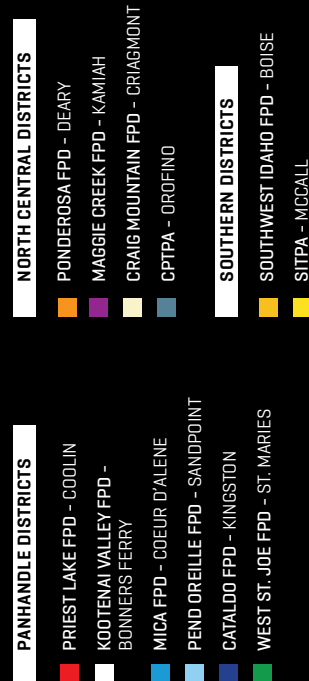 PANHANDLE DISTRICTS
PRIEST LAKE FPD - COOLIN
KOOTENAI VALLEY FPD -
BONNERS FERRY
MICA FPD - COEUR D'ALENE
PEND OREILLE FPD - SANDPOINT
CATALDO FPD - KINGSTON
WEST ST. JOE FPD - ST. MARIES
NORTH CENTRAL DISTRICTS
PONDEROSA FPD - DEARY
MAGGIE CREEK FPD - KAMIAH
CRAIG MOUNTAIN FPD - CRIAGMONT
CPTPA - OROFINO
SOUTHERN DISTRICTS
SOUTHWEST IDAHO FPD - BOISE
SITPA - MCCALL